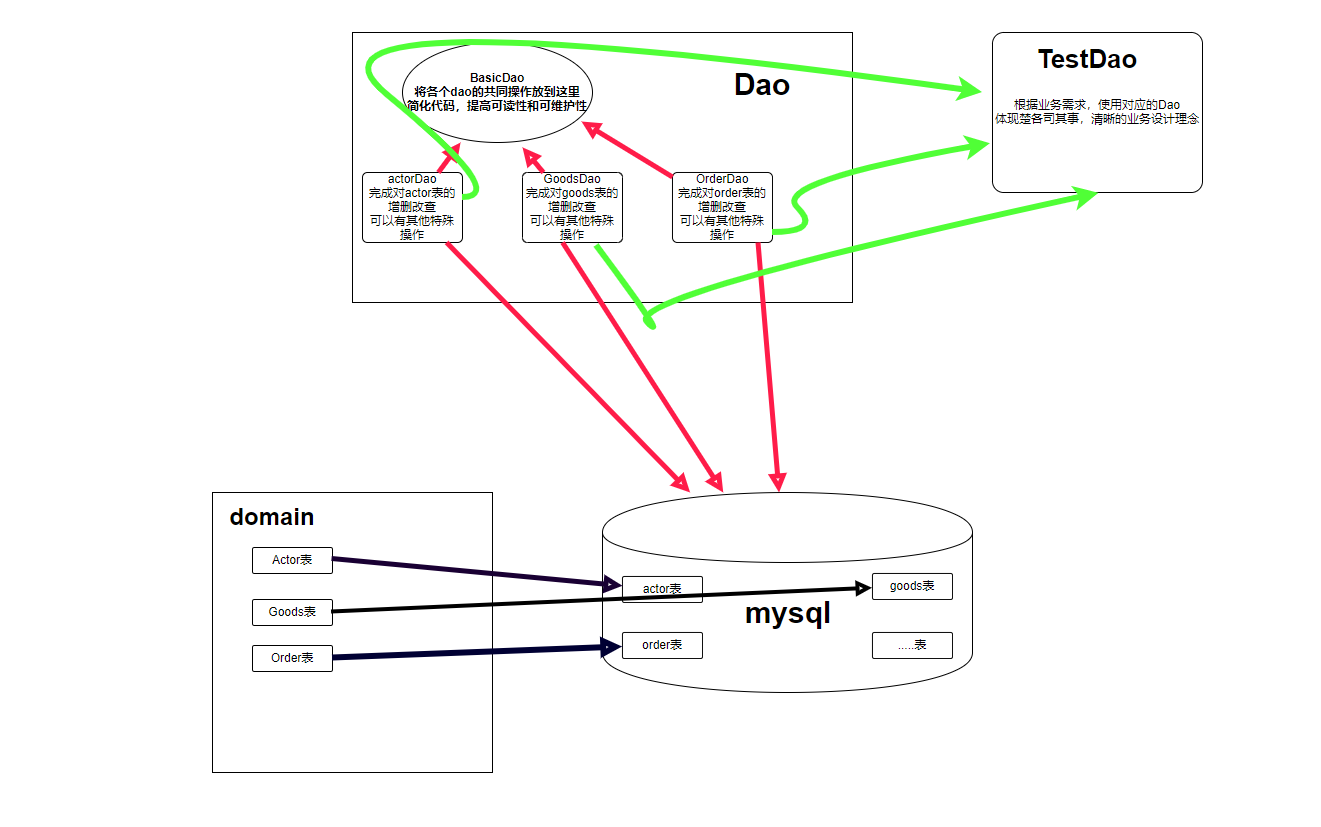 BasicDao
将各个dao的共同操作放到这里
简化代码，提高可读性和可维护性
Dao
TestDao
根据业务需求，使用对应的Dao
体现楚各司其事，清晰的业务设计理念
actorDao
完成对actor表的
增删改查
可以有其他特殊
操作
GoodsDao
完成对goods表的
增删改查
可以有其他特殊
操作
OrderDao
完成对order表的
增删改查
可以有其他特殊
操作
domain
Actor表
Goods表
Order表
actor表
goods表
mysql
order表
.....表